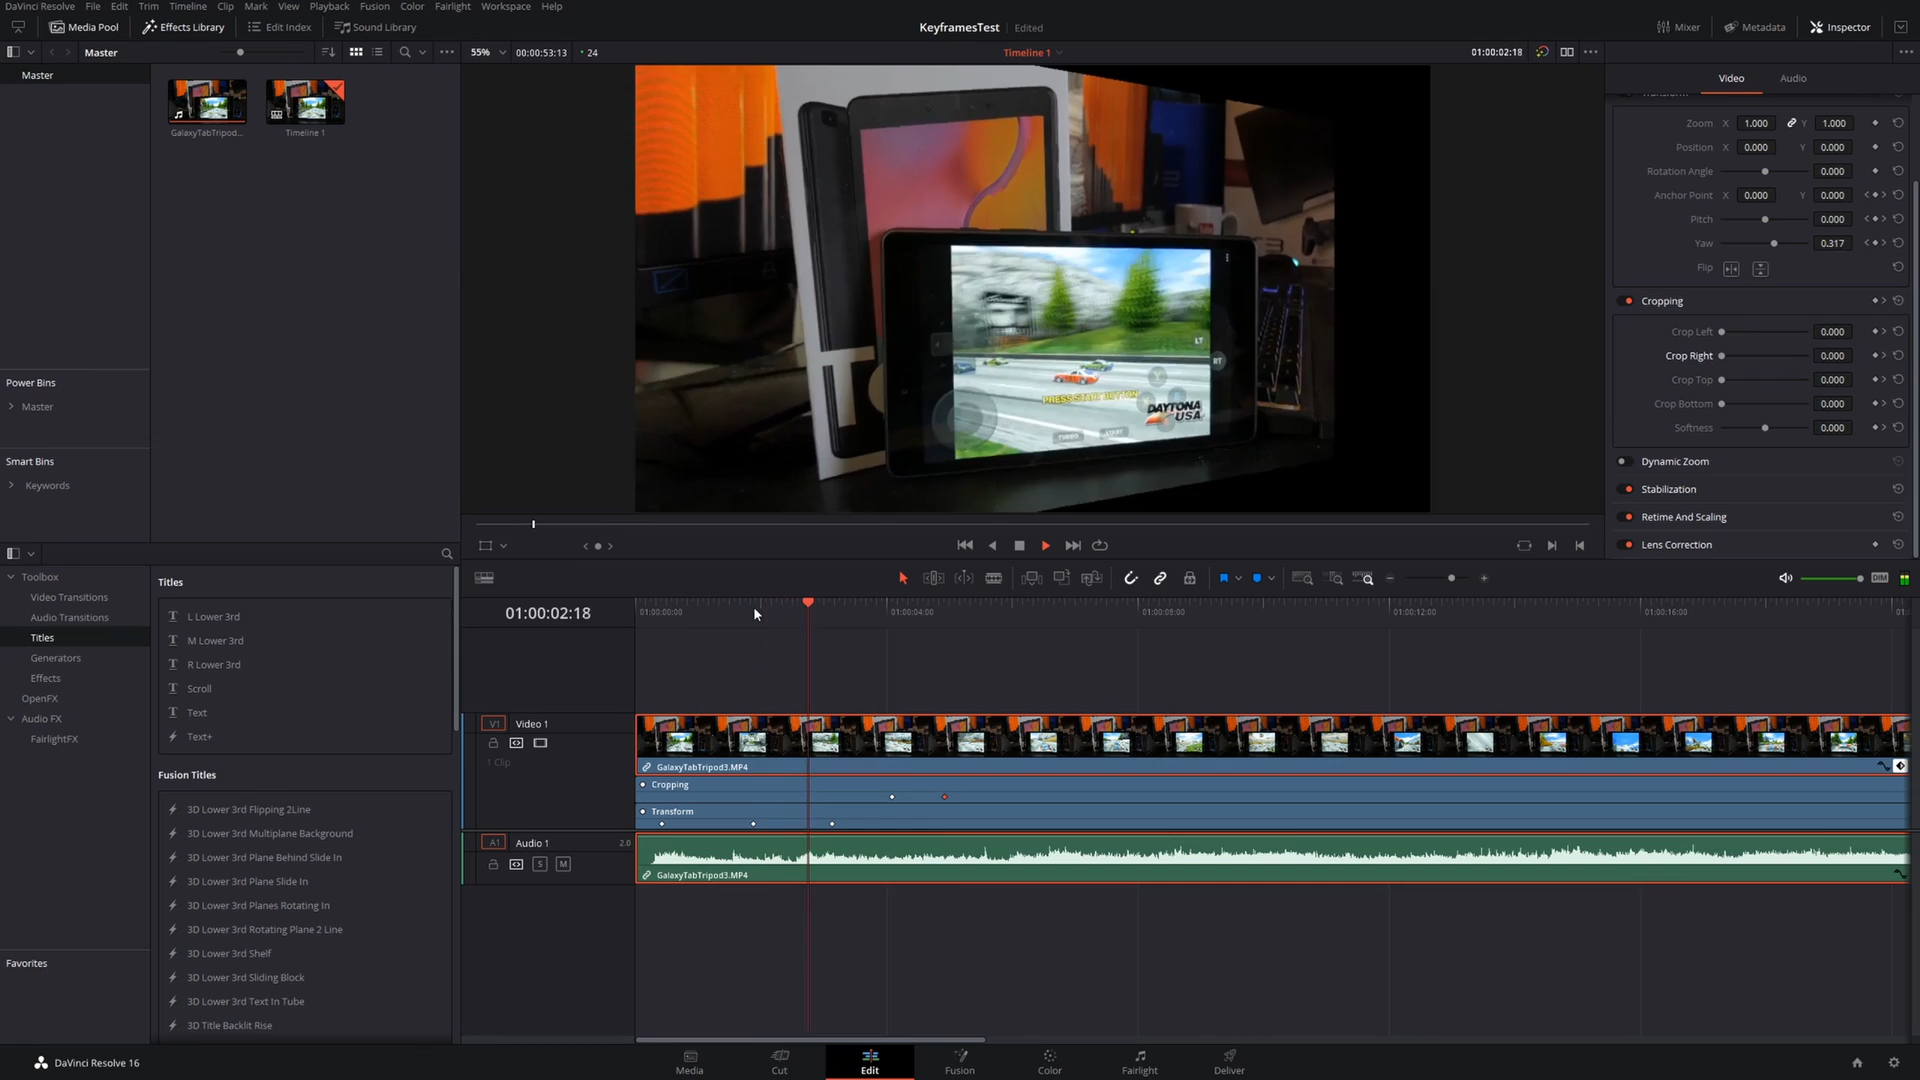 DaVinci Resolve File Edit Trim Timeline Clip Mark View Playback Fusion Color Fairlight Workspace Help
Media Pool Effects Library Edit Index Sound Library KeyframesTest Edited Mixer Metadata Inspector
Master 55% 00:00:53:13 24 Timeline 1 01:00:02:18
Master
GalaxyTabTripod... Timeline 1
Power Bins
Master
Smart Bins
Keywords
LT
RT
PRESS START BUTTON
DAYTONA
USA
TURBO START
Video Audio
Transform
Zoom X 1.000 Y 1.000
Position X 0.000 Y 0.000
Rotation Angle 0.000
Anchor Point X 0.000 Y 0.000
Pitch 0.000
Yaw 0.317
Flip
Cropping
Crop Left 0.000
Crop Right 0.000
Crop Top 0.000
Crop Bottom 0.000
Softness 0.000
Dynamic Zoom
Stabilization
Retime And Scaling
Lens Correction
Toolbox
Video Transitions
Audio Transitions
Titles
Generators
Effects
OpenFX
Audio FX
FairlightFX
Favorites
Titles
L Lower 3rd
M Lower 3rd
R Lower 3rd
Scroll
Text
Text+
Fusion Titles
3D Lower 3rd Flipping 2Line
3D Lower 3rd Multiplane Background
3D Lower 3rd Plane Behind Slide In
3D Lower 3rd Plane Slide In
3D Lower 3rd Planes Rotating In
3D Lower 3rd Rotating Plane 2 Line
3D Lower 3rd Shelf
3D Lower 3rd Sliding Block
3D Lower 3rd Text In Tube
3D Title Backlit Rise
DIM
01:00:02:18 01:00:00:00 01:00:04:00 01:00:08:00 01:00:12:00 01:00:16:00
V1 Video 1
1 Clip
GalaxyTabTripod3.MP4
Cropping
Transform
A1 Audio 1 2.0
S M
GalaxyTabTripod3.MP4
DaVinci Resolve 16 Media Cut Edit Fusion Color Fairlight Deliver